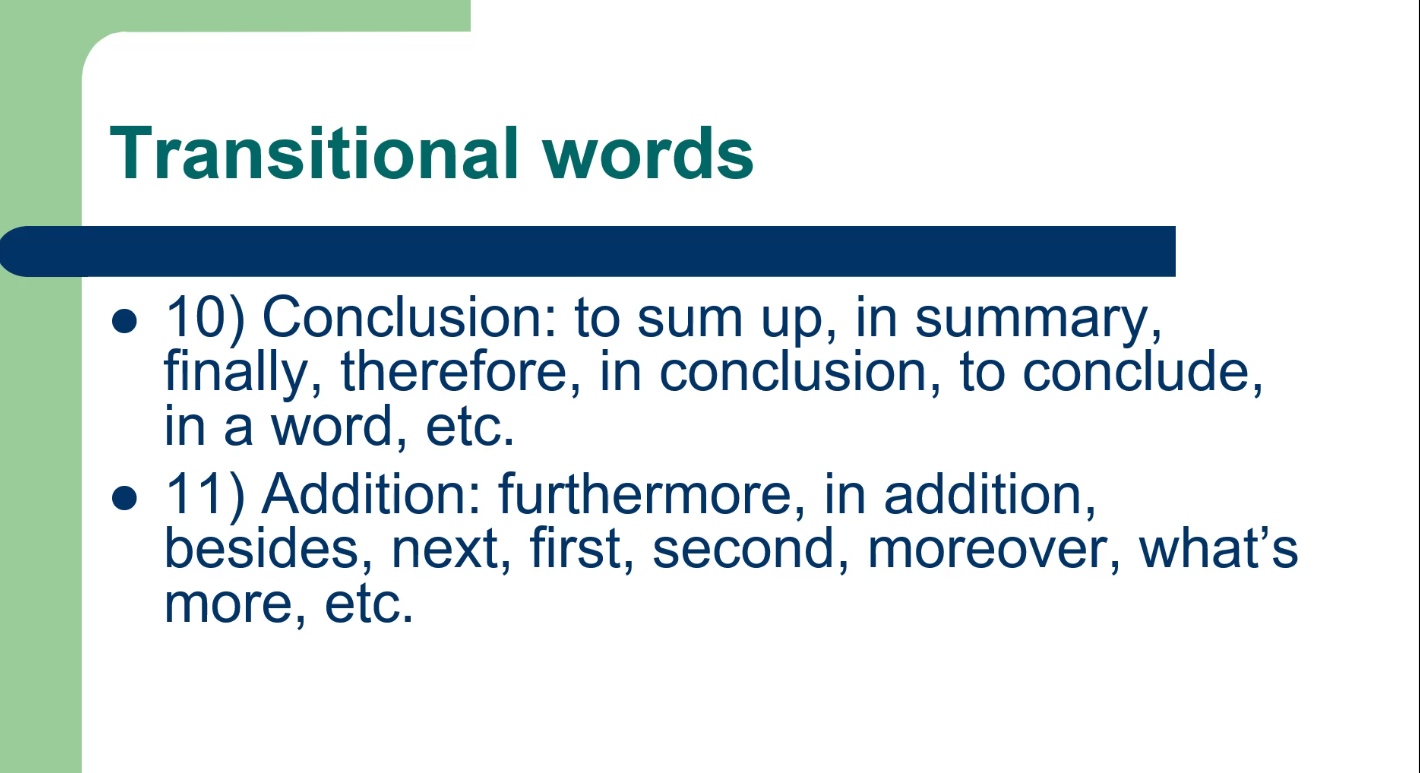 Transitional words
● 10) Conclusion: to sum up, in summary,
finally, therefore, in conclusion, to conclude,
in a word, etc.
● 11) Addition: furthermore, in addition,
besides, next, first, second, moreover, what’s
more, etc.